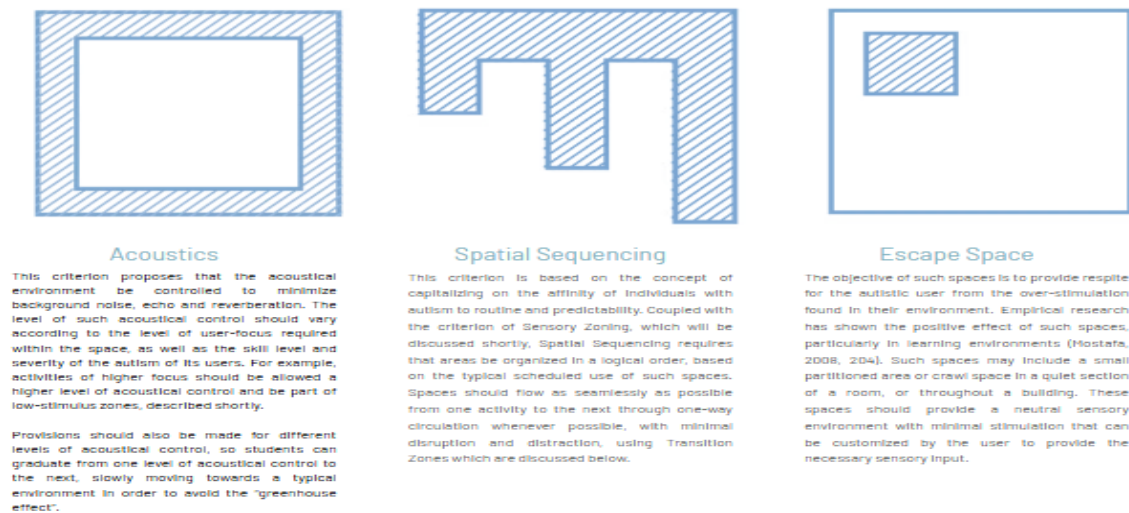 Acoustics
This criterion proposes that the acoustical
environment be controlled to minimize
background noise, echo and reverberation. The
level of such acoustical control should vary
according to the level of user-focus required
within the space, as well as the skill level and
severity of the autism of its users. For example,
activities of higher focus should be allowed a
higher level of acoustical control and be part of
low-stimulus zones, described shortly.
Provisions should also be made for different
levels of acoustical control, so students can
graduate from one level of acoustical control to
the next, slowly moving towards a typical
environment in order to avoid the "greenhouse
effect".
Spatial Sequencing
This criterion is based on the concept of
capitalizing on the affinity of individuals with
autism to routine and predictability. Coupled with
the criterion of Sensory Zoning, which will be
discussed shortly, Spatial Sequencing requires
that areas be organized in a logical order, based
on the typical scheduled use of such spaces.
Spaces should flow as seamlessly as possible
from one activity to the next through one-way
circulation whenever possible, with minimal
disruption and distraction, using Transition
Zones which are discussed below.
Escape Space
The objective of such spaces is to provide respite
for the autistic user from the over-stimulation
found in their environment. Empirical research
has shown the positive effect of such spaces,
particularly in learning environments (Mostafa,
2008, 204). Such spaces may include a small
partitioned area or crawl space in a quiet section
of a room, or throughout a building. These
spaces should provide a neutral sensory
environment with minimal stimulation that can
be customized by the user to provide the
necessary sensory input.